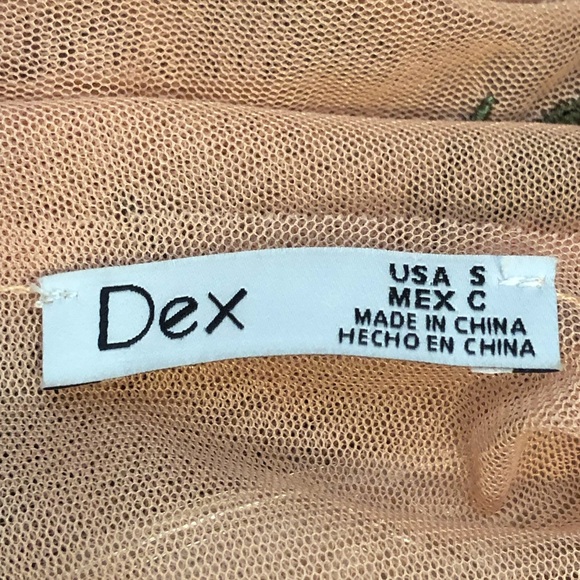 Dex
USA S
MEX C
MADE IN CHINA
HECHO EN CHINA